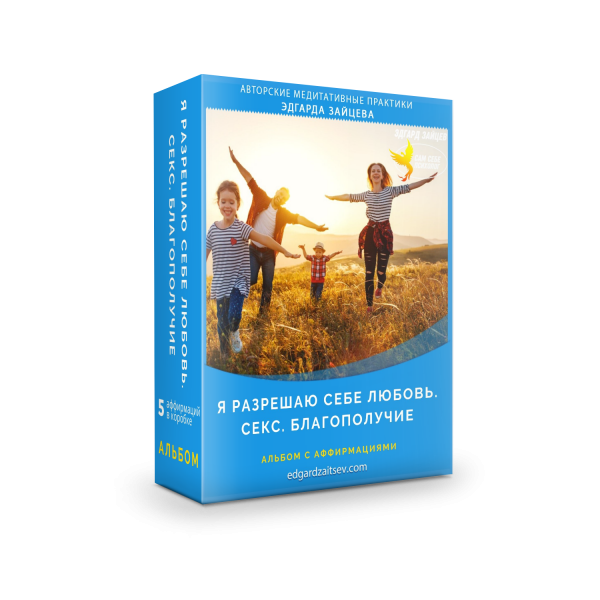 АВТОРСКИЕ МЕДИТАТИВНЫЕ ПРАКТИКИ
ЭДГАРДА ЗАЙЦЕВА
ЭДГАРД ЗАЙЦЕВ
Я РАЗРЕШАЮ СЕБЕ ЛЮБОВЬ.
СЕКС. БЛАГОПОЛУЧИЕ
АЛЬБОМ С АФФИРМАЦИЯМИ
edgardzaitsev.com
Я РАЗРЕШАЮ СЕБЕ ЛЮБОВЬ.
СЕКС. БЛАГОПОЛУЧИЕ
5 аффирмаций
в коробке
АЛЬБОМ